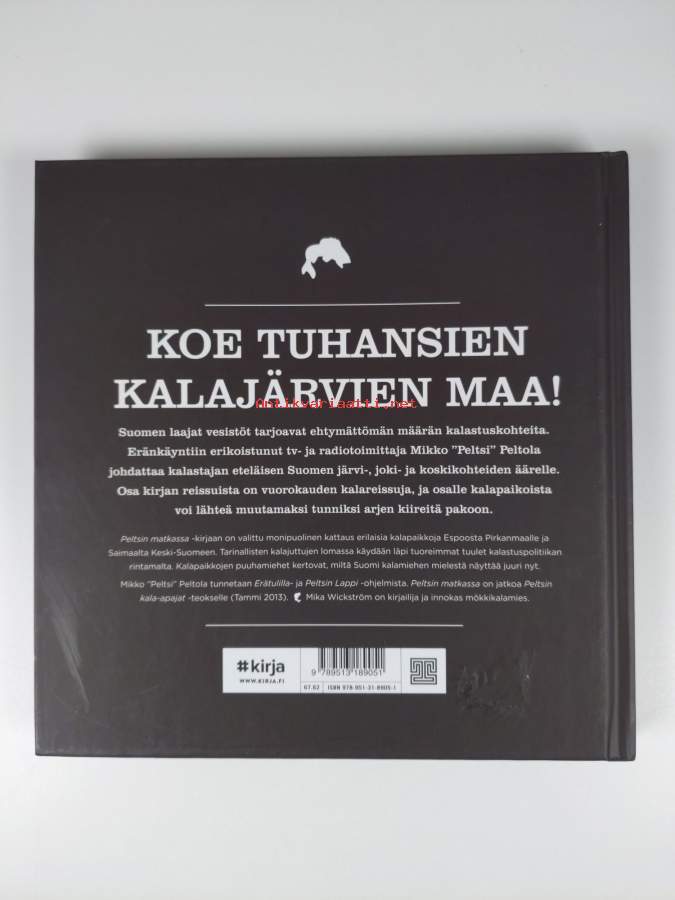 KOE TUHANSIEN
KALAJÄRVIEN MAA!
Antikvariaatti.net
Suomen laajat vesistöt tarjoavat ehtymättömän määrän kalastuskohteita.
Eränkäyntiin erikoistunut tv- ja radiotoimittaja Mikko ”Peltsi” Peltola
johdattaa kalastajan eteläisen Suomen järvi-, joki- ja koskikohteiden äärelle.
Osa kirjan reissuista on vuorokauden kalareissuja, ja osalle kalapaikoista
voi lähteä muutamaksi tunniksi arjen kiireitä pakoon.
Peltsin matkassa -kirjaan on valittu monipuolinen kattaus erilaisia kalapaikkoja Espoosta Pirkanmaalle ja
Saimaalta Keski-Suomeen. Tarinallisten kalajuttujen lomassa käydään läpi tuoreimmat tuulet kalastuspolitiikan
rintamalta. Kalapaikkojen puuhamiehet kertovat, miltä Suomi kalamiehen mielestä näyttää juuri nyt.
Mikko ”Peltsi” Peltola tunnetaan Erätulilla- ja Peltsin Lappi -ohjelmista. Peltsin matkassa on jatkoa Peltsin
kala-apajat -teokselle (Tammi 2013). Mika Wickström on kirjailija ja innokas mökkikalamies.
#kirja
WWW.KIRJA.FI
9 789513 189051
67.62 ISBN 978-951-31-8905-1